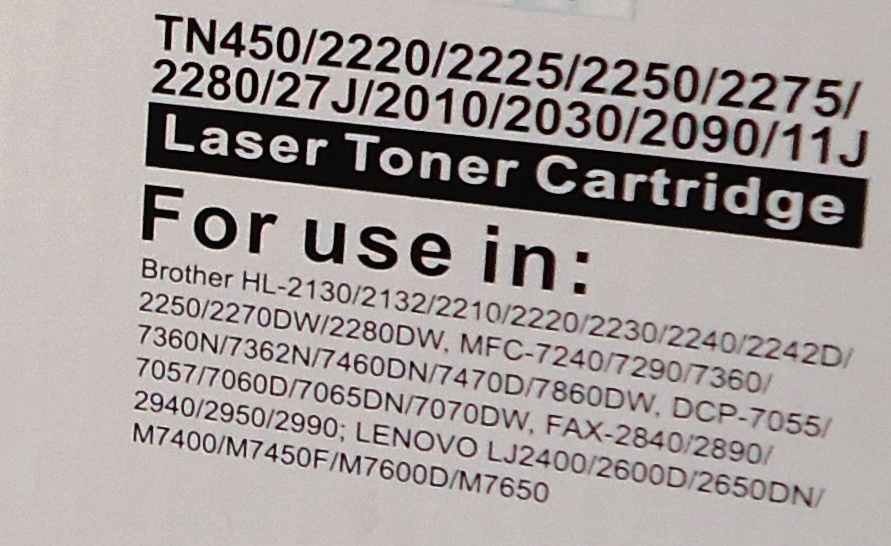 TN450/2220/2225/2250/2275/
2280/27J/2010/2030/2090/11J
Laser Toner Cartridge
For use in:
Brother HL-2130/2132/2210/2220/2230/2240/2242D/
2250/2270DW/2280DW, MFC-7240/7290/7360/
7360N/7362N/7460DN/7470D/7860DW, DCP-7055/
7057/7060D/7065DN/7070DW, FAX-2840/2890/
2940/2950/2990; LENOVO LJ2400/2600D/2650DN/
M7400/M7450F/M7600D/M7650